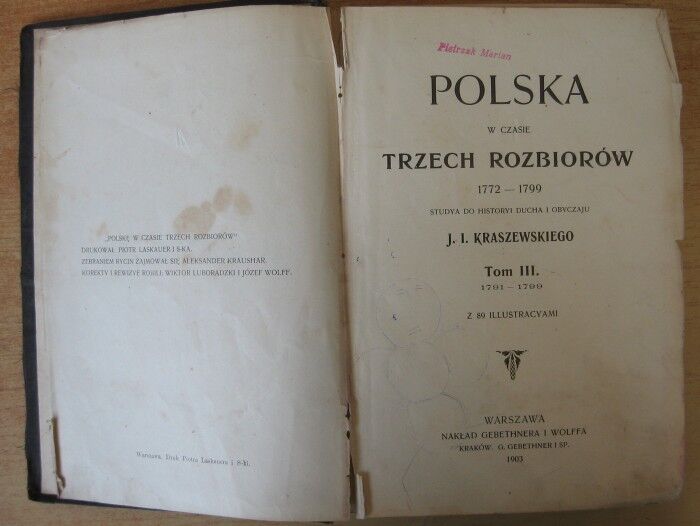 „POLSKĘ W CZASIE TRZECH ROZBIORÓW"
DRUKOWAŁ PIOTR LASKAUER I S-KA.
ZEBRANIEM RYCIN ZAJMOWAŁ SIĘ ALEKSANDER KRAUSHAR.
KOREKTY I REWIZYE ROBILI: WIKTOR LUBORADZKI I JÓZEF WOLFF.
Warszawa, Druk Piotra Laskauera i S-ki.
Pietrzak Marian
POLSKA
W CZASIE
TRZECH ROZBIORÓW
1772 — 1799
STUDYA DO HISTORYI DUCHA I OBYCZAJU
J. I. KRASZEWSKIEGO
Tom III.
1791 — 1799
Z 89 ILLUSTRACYAMI
WARSZAWA
NAKŁAD GEBETHNERA I WOLFFA
KRAKÓW. G. GEBETHNER I SP.
1903